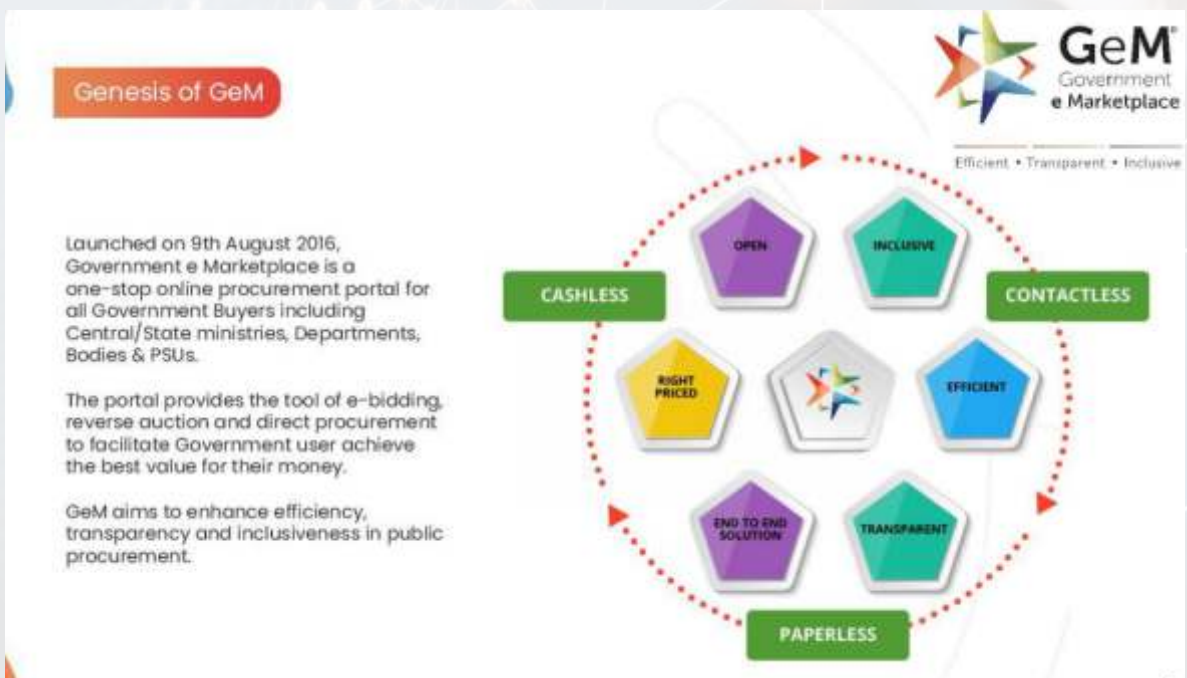 Genesis of GeM
GeM
Government
e Marketplace
Efficient • Transparent • Inclusive
Launched on 9th August 2016,
Government e Marketplace is a
one-stop online procurement portal for
all Government Buyers including
Central/State ministries, Departments,
Bodies & PSUs.
The portal provides the tool of e-bidding,
reverse auction and direct procurement
to facilitate Government user achieve
the best value for their money.
GeM aims to enhance efficiency,
transparency and inclusiveness in public
procurement.
OPEN
INCLUSIVE
CASHLESS
CONTACTLESS
RIGHT
PRICED
EFFICIENT
END TO END
SOLUTION
TRANSPARENT
PAPERLESS